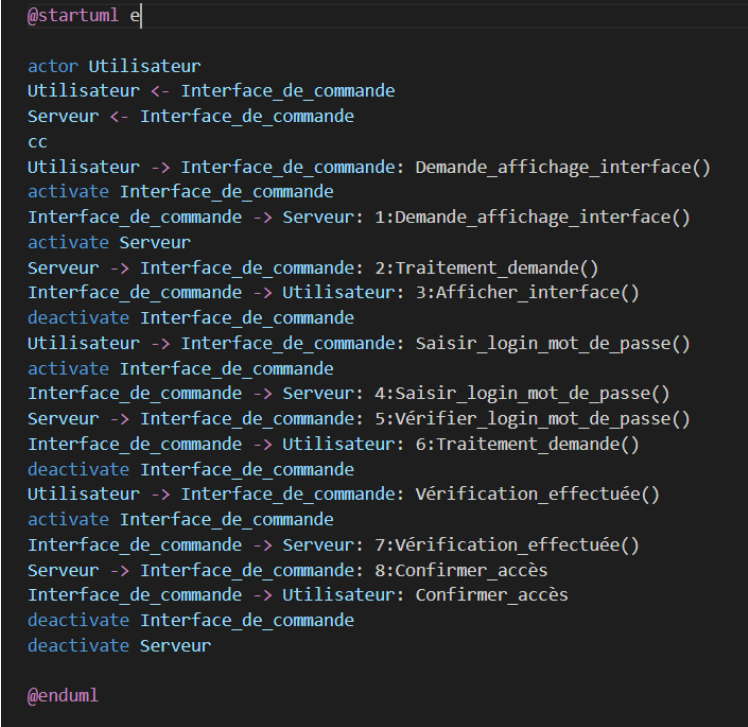 @startuml e
actor Utilisateur
Utilisateur <- Interface_de_commande
Serveur <- Interface_de_commande
cc
Utilisateur -> Interface_de_commande: Demande_affichage_interface()
activate Interface_de_commande
Interface_de_commande -> Serveur: 1:Demande_affichage_interface()
activate Serveur
Serveur -> Interface_de_commande: 2:Traitement_demande()
Interface_de_commande -> Utilisateur: 3:Afficher_interface()
deactivate Interface_de_commande
Utilisateur -> Interface_de_commande: Saisir_login_mot_de_passe()
activate Interface_de_commande
Interface_de_commande -> Serveur: 4:Saisir_login_mot_de_passe()
Serveur -> Interface_de_commande: 5:Vérifier_login_mot_de_passe()
Interface_de_commande -> Utilisateur: 6:Traitement_demande()
deactivate Interface_de_commande
Utilisateur -> Interface_de_commande: Vérification_effectuée()
activate Interface_de_commande
Interface_de_commande -> Serveur: 7:Vérification_effectuée()
Serveur -> Interface_de_commande: 8:Confirmer_accès
Interface_de_commande -> Utilisateur: Confirmer_accès
deactivate Interface_de_commande
deactivate Serveur
@enduml